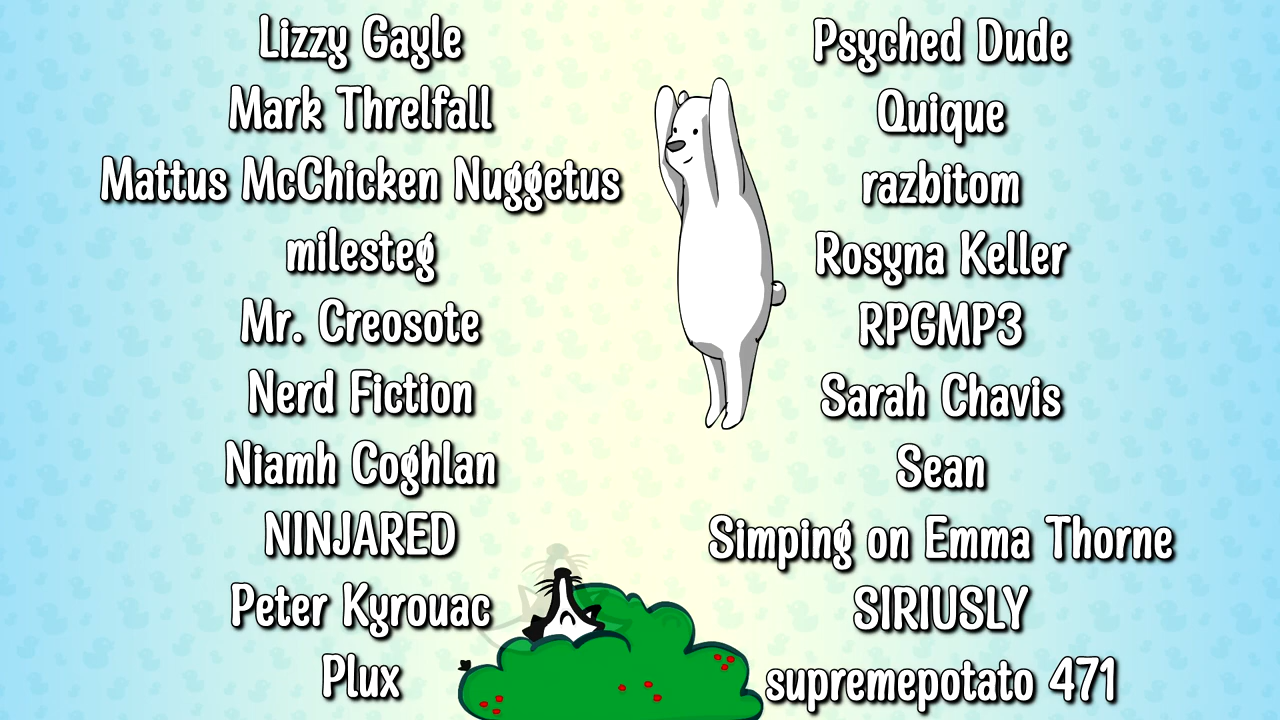 Lizzy Gayle
Mark Threlfall
Mattus McChicken Nuggetus
milesteg
Mr. Creosote
Nerd Fiction
Niamh Coghlan
NINJARED
Peter Kyrouac
Plux
Psyched Dude
Quique
razbitom
Rosyna Keller
RPGMP3
Sarah Chavis
Sean
Simping on Emma Thorne
SIRIUSLY
supremepotato 471